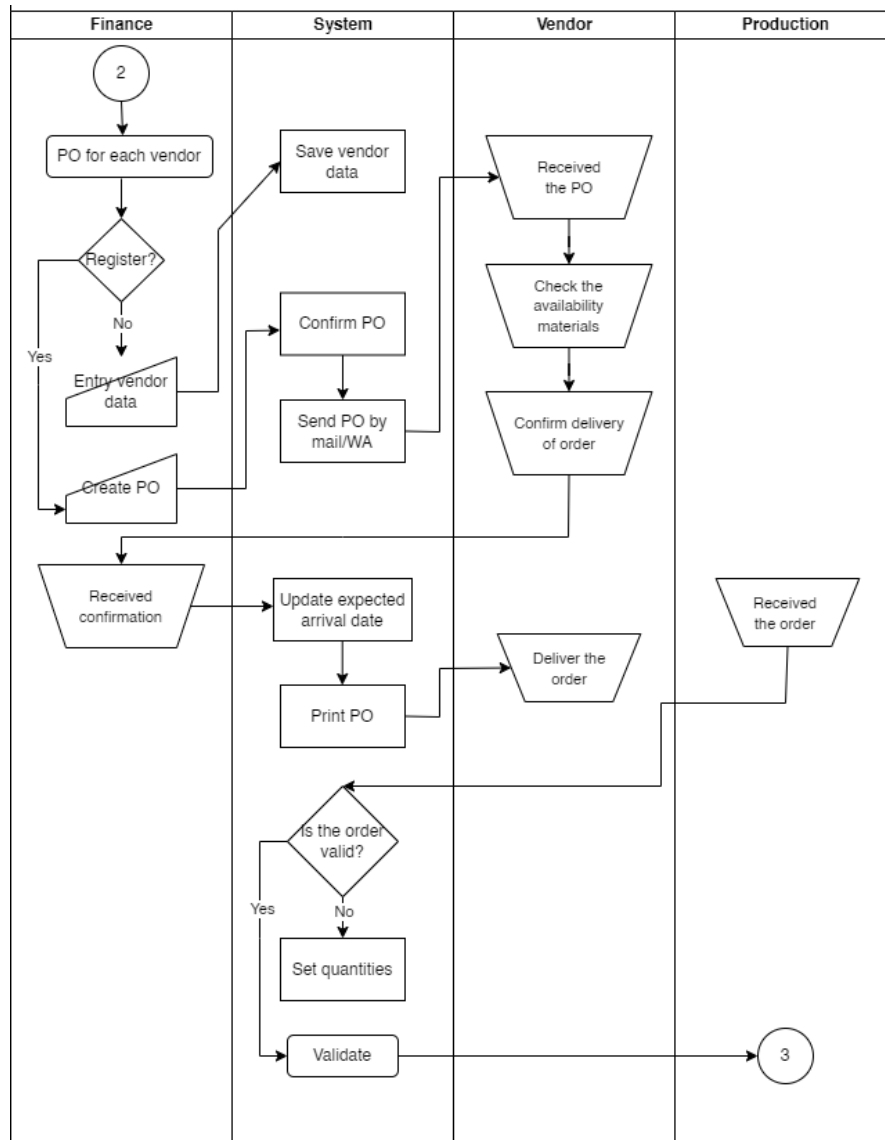 Finance
System
Vendor
Production
2
PO for each vendor
Save vendor
data
Received
the PO
Register?
Check the
availability
materials
No
Confirm PO
Yes
Entry vendor
data
Send PO by
mail/WA
Confirm delivery
of order
Create PO
Received
confirmation
Update expected
arrival date
Received
the order
Deliver the
order
Print PO
Is the order
valid?
Yes
No
Set quantities
Validate
3